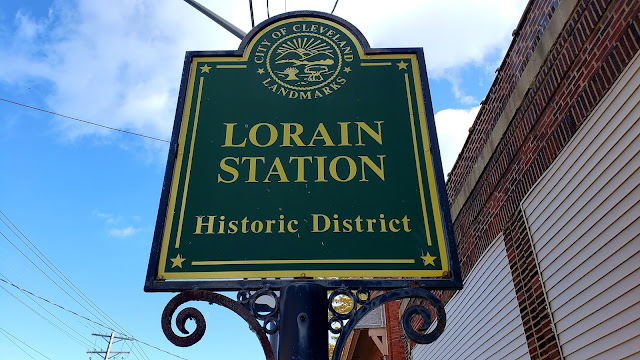 CITY OF CLEVELAND
LANDMARKS
LORAIN
STATION
Historic District